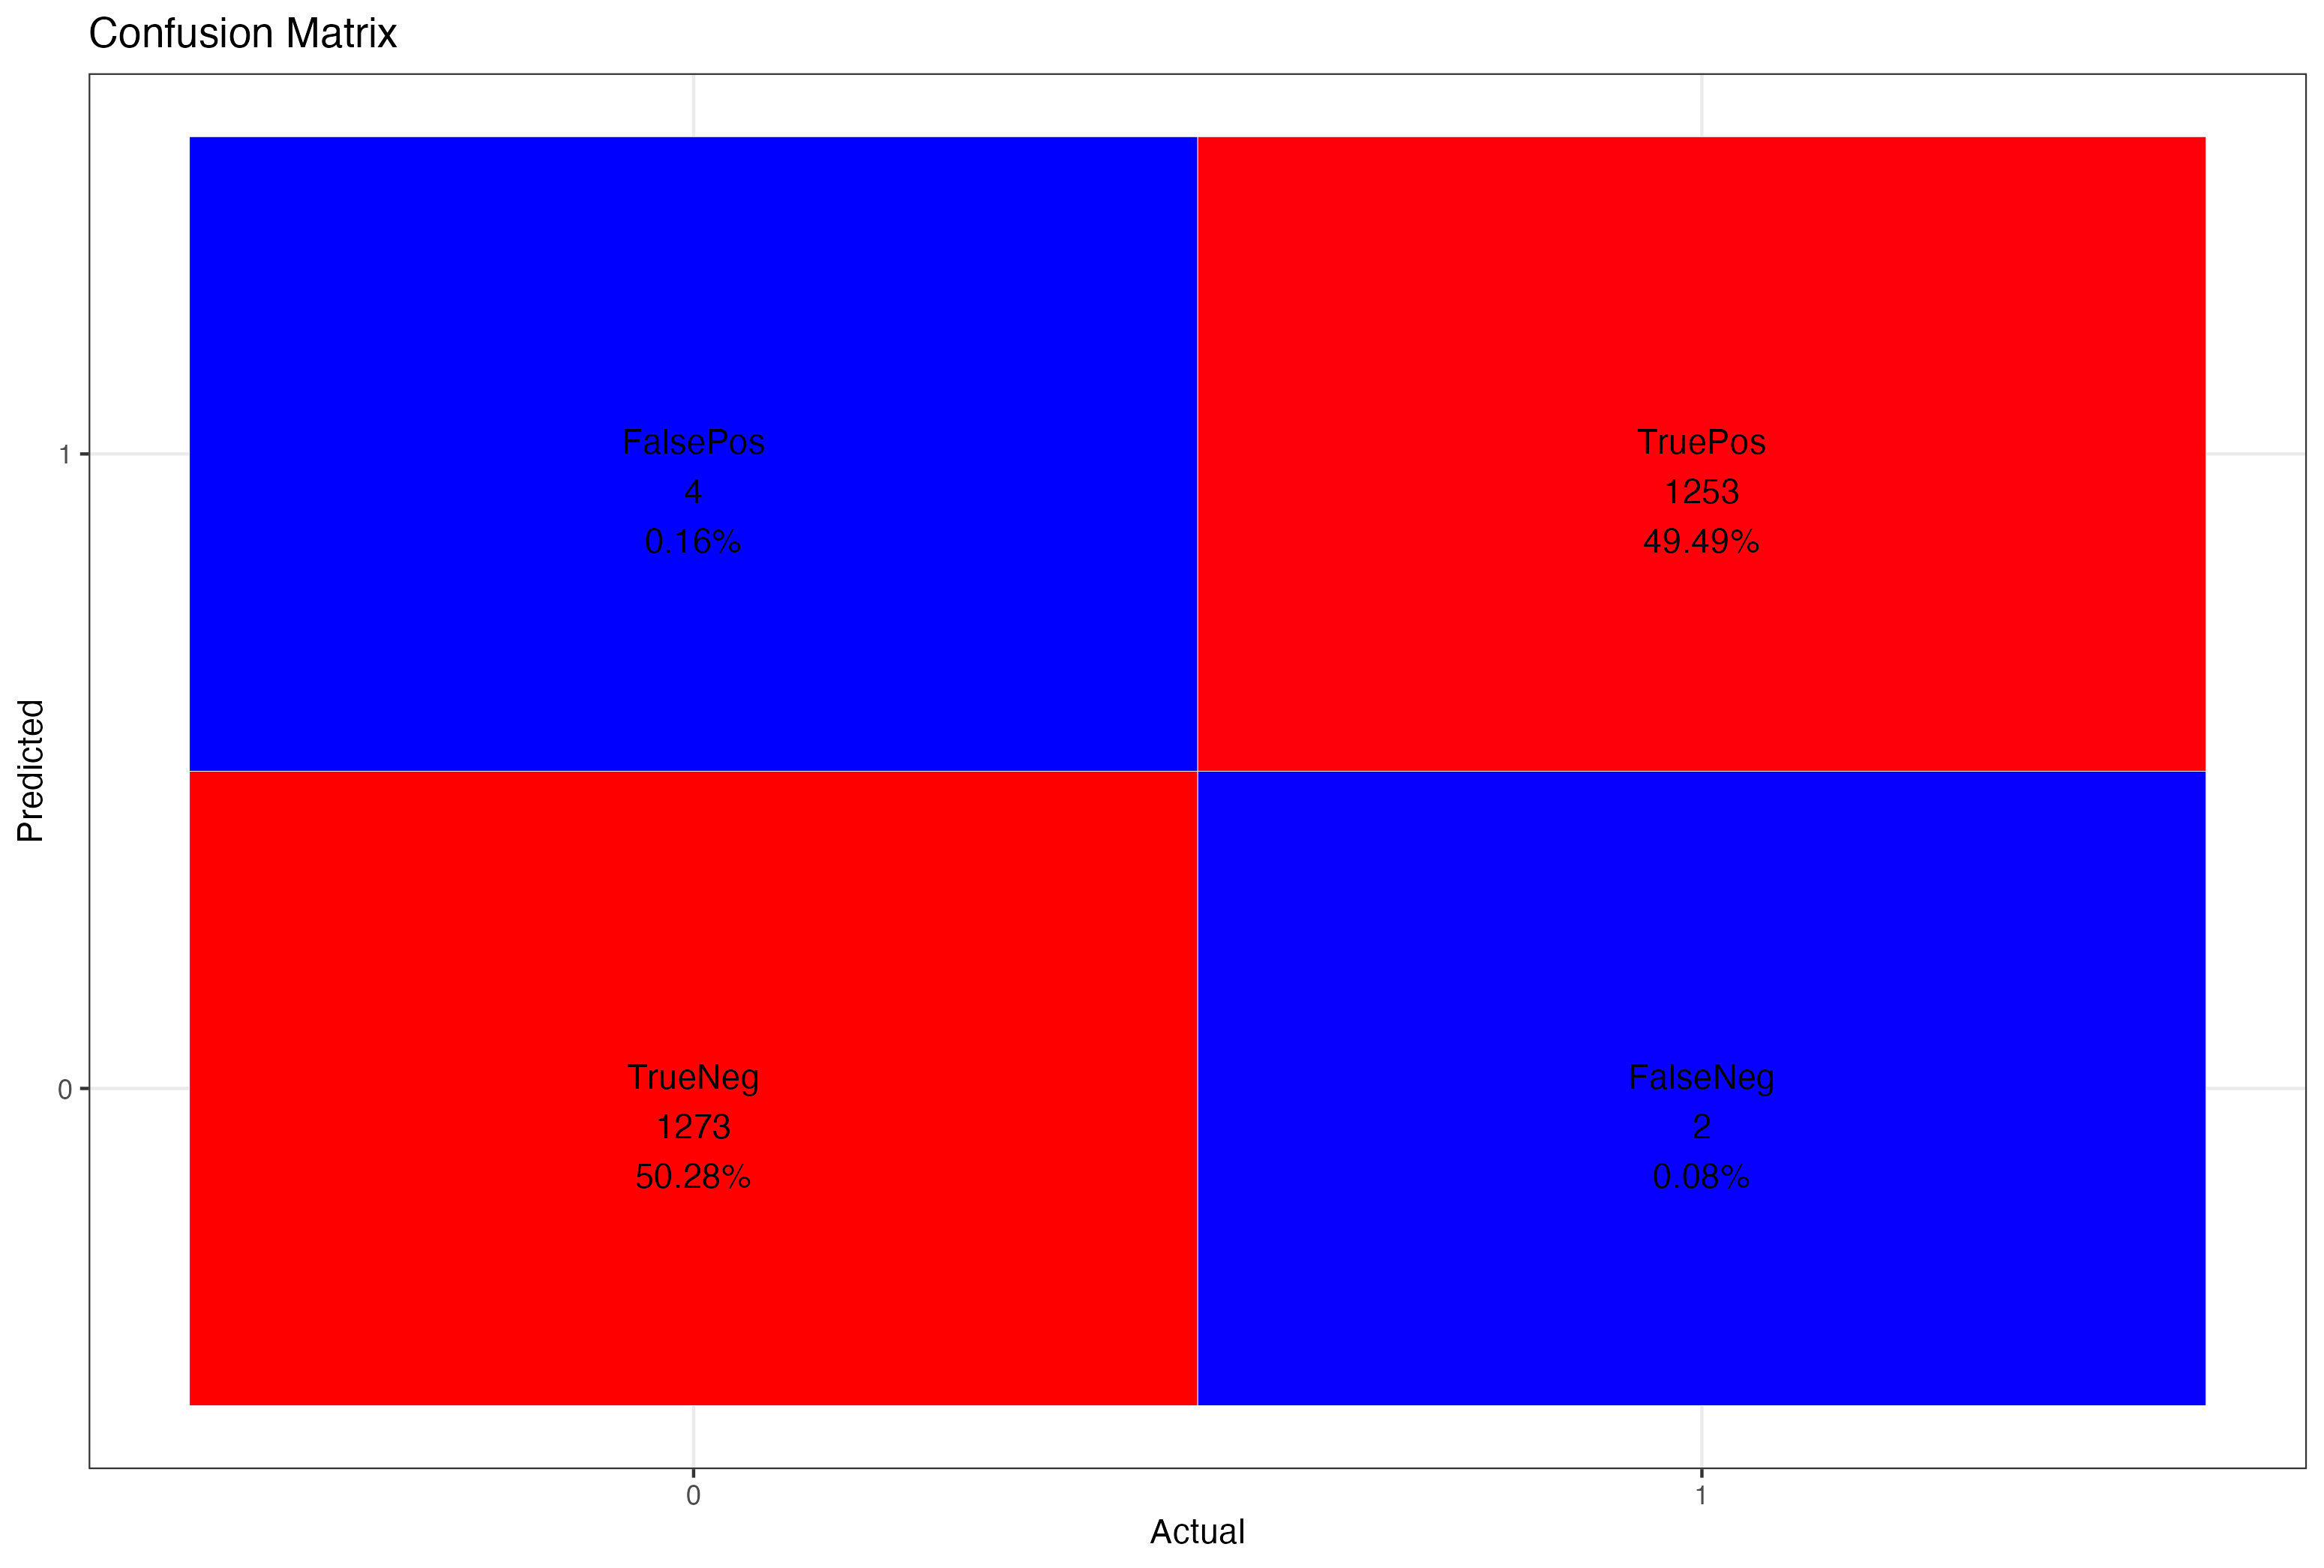 Confusion Matrix
Predicted
1
FalsePos
4
0.16%
TruePos
1253
49.49%
0
TrueNeg
1273
50.28%
FalseNeg
2
0.08%
0
1
Actual